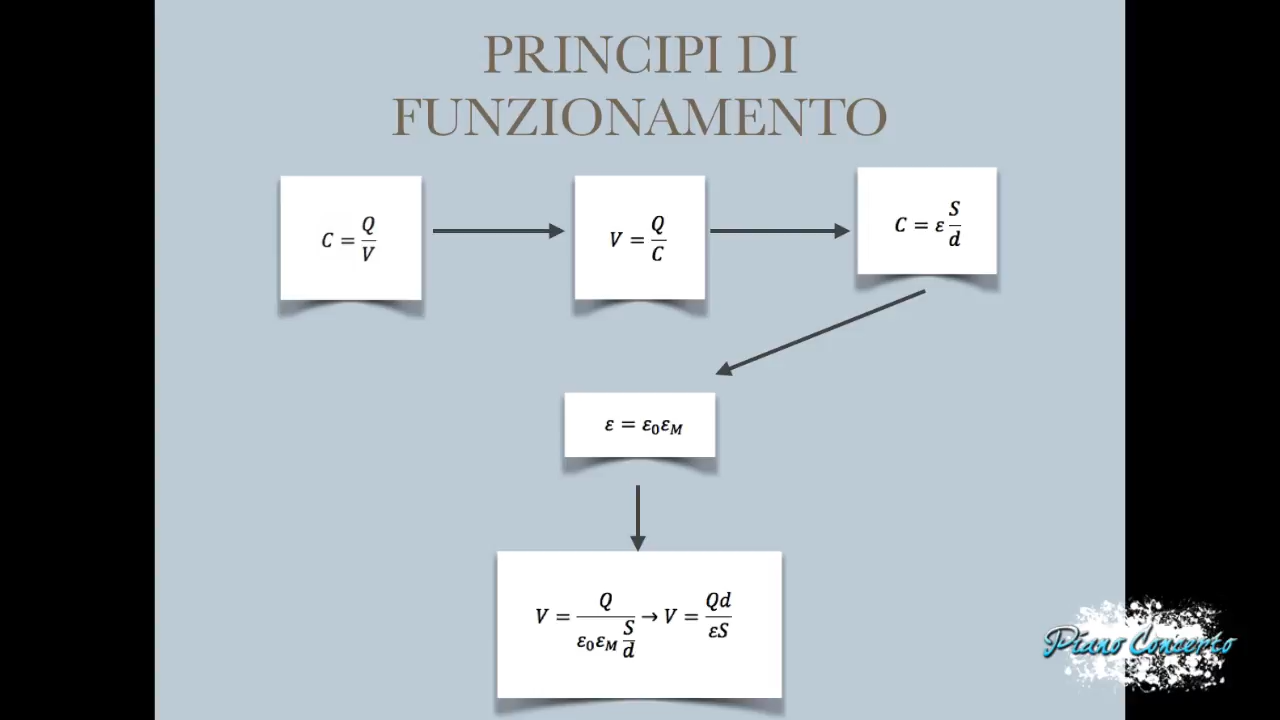 PRINCIPI DI
FUNZIONAMENTO
C = Q/V
V = Q/C
C = ε S/d
ε = ε₀ε_M
V = Q/(ε₀ε_M S/d) → V = Qd/εS
Piano Concerto